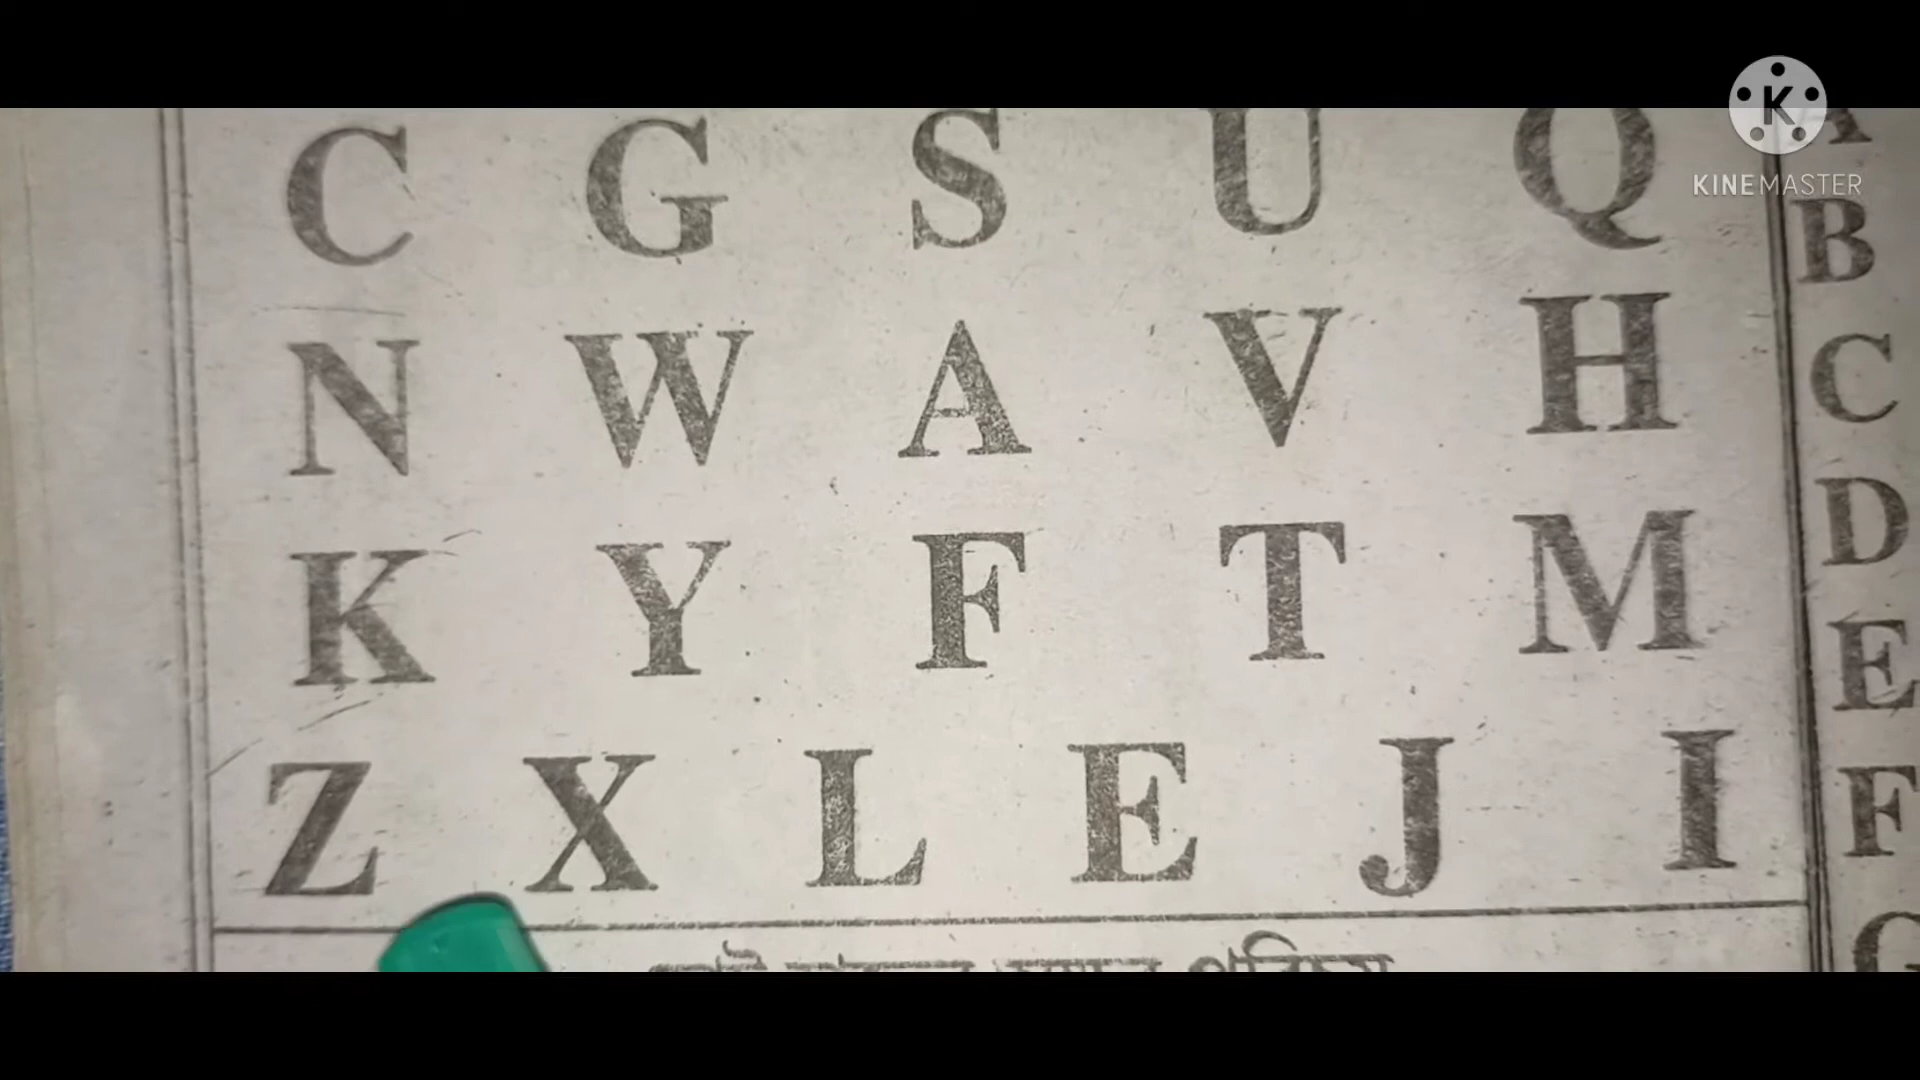 C G S U Q
N W A V H
K Y F T M
Z X L E J I
A
B
C
D
E
F
G
K
KINEMASTER